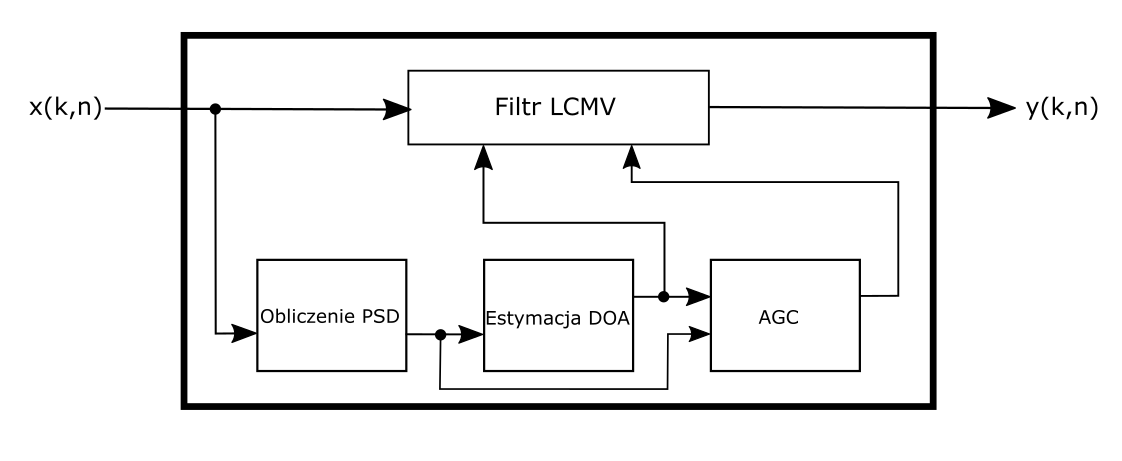 x(k,n)
Filtr LCMV
y(k,n)
Obliczenie PSD
Estymacja DOA
AGC